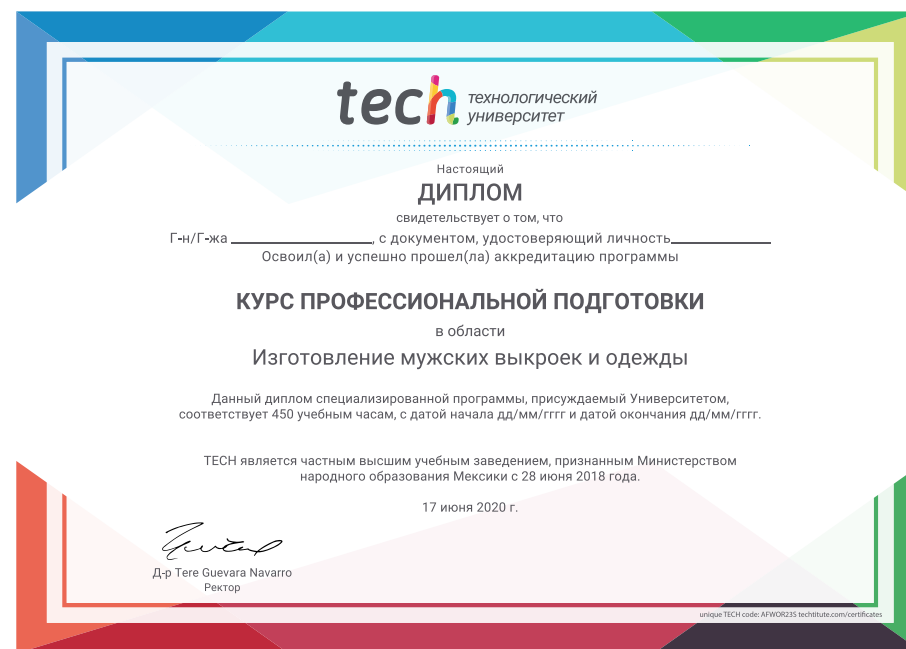 tech технологический
университет
Настоящий
ДИПЛОМ
свидетельствует о том, что
Г-н/Г-жа ____________________, с документом, удостоверяющий личность______________
Освоил(а) и успешно прошел(ла) аккредитацию программы
КУРС ПРОФЕССИОНАЛЬНОЙ ПОДГОТОВКИ
в области
Изготовление мужских выкроек и одежды
Данный диплом специализированной программы, присуждаемый Университетом,
соответствует 450 учебным часам, с датой начала дд/мм/гггг и датой окончания дд/мм/гггг.
TECH является частным высшим учебным заведением, признанным Министерством
народного образования Мексики с 28 июня 2018 года.
17 июня 2020 г.
Д-р Tere Guevara Navarro
Ректор
unique TECH code: AFWOR23S techtitute.com/certificates